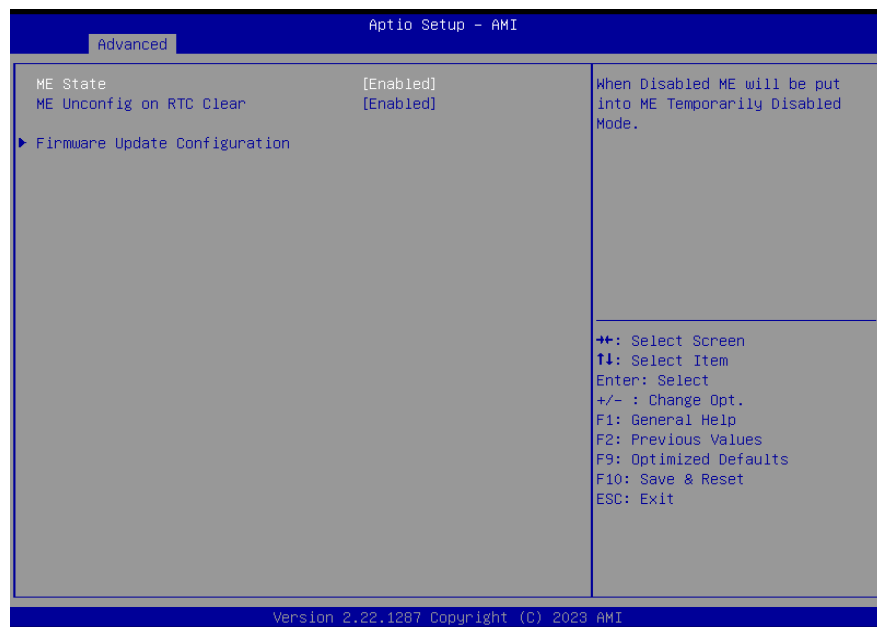 Aptio Setup – AMI
Advanced
ME State [Enabled]
ME Unconfig on RTC Clear [Enabled]
▶ Firmware Update Configuration
When Disabled ME will be put
into ME Temporarily Disabled
Mode.
→←: Select Screen
↑↓: Select Item
Enter: Select
+/- : Change Opt.
F1: General Help
F2: Previous Values
F9: Optimized Defaults
F10: Save & Reset
ESC: Exit
Version 2.22.1287 Copyright (C) 2023 AMI